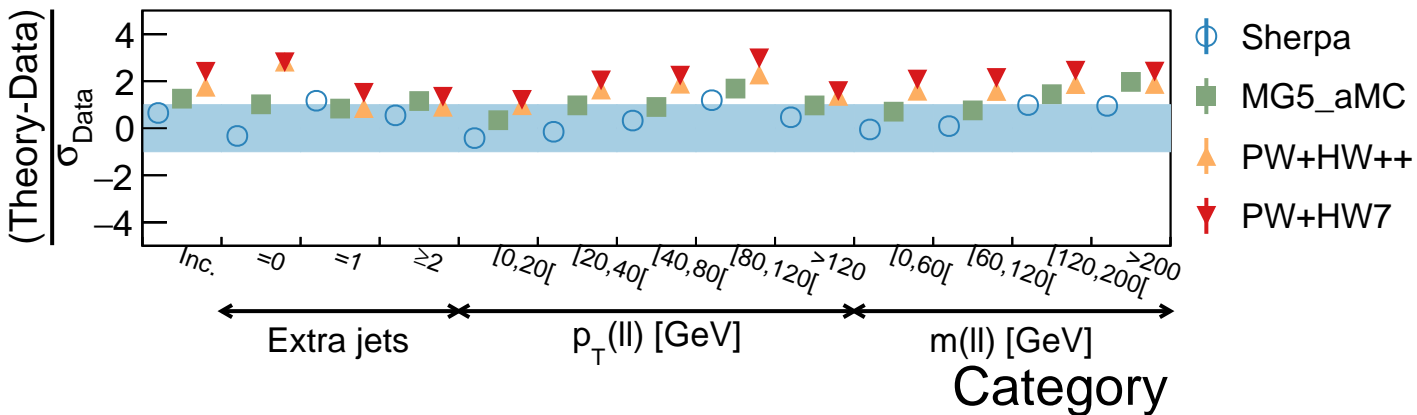 (Theory-Data)
σData
4
2
0
−2
−4
Inc. =0 =1 ≥2 [0,20[ [20,40[ [40,80[ [80,120[ >120 [0,60[ [60,120[ [120,200[ >200
Extra jets pT(ll) [GeV] m(ll) [GeV]
Category
Sherpa
MG5_aMC
PW+HW++
PW+HW7